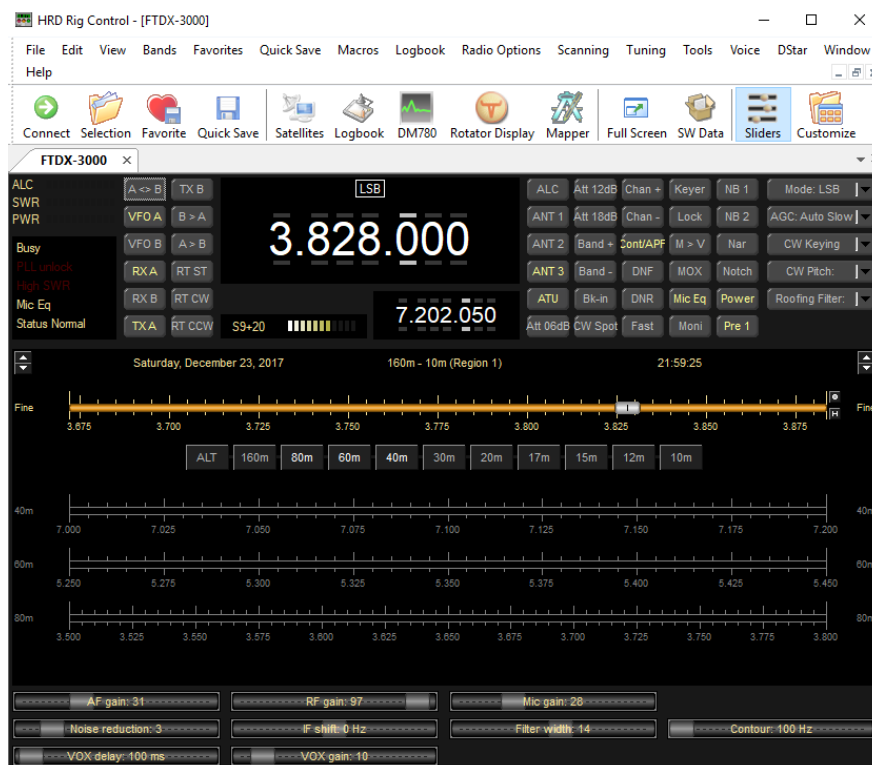 HRD Rig Control - [FTDX-3000]
File Edit View Bands Favorites Quick Save Macros Logbook Radio Options Scanning Tuning Tools Voice DStar Window
Help
Connect Selection Favorite Quick Save Satellites Logbook DM780 Rotator Display Mapper Full Screen SW Data Sliders Customize
FTDX-3000
ALC
SWR
PWR
Busy
PLL unlock
High SWR
Mic Eq
Status Normal
A <> B TX B
VFO A B > A
VFO B A > B
RX A RT ST
RX B RT CW
TX A RT CCW
LSB
3.828.000
7.202.050
S9+20
ALC Att 12dB Chan + Keyer NB 1 Mode: LSB
ANT 1 Att 18dB Chan - Lock NB 2 AGC: Auto Slow
ANT 2 Band + Cont/APF M > V Nar CW Keying
ANT 3 Band - DNF MOX Notch CW Pitch:
ATU Bk-in DNR Mic Eq Power Roofing Filter:
Att 06dB CW Spot Fast Moni Pre 1
Saturday, December 23, 2017 160m - 10m (Region 1) 21:59:25
Fine Fine
3.675 3.700 3.725 3.750 3.775 3.800 3.825 3.850 3.875
ALT 160m 80m 60m 40m 30m 20m 17m 15m 12m 10m
40m 40m
7.000 7.025 7.050 7.075 7.100 7.125 7.150 7.175 7.200
60m 60m
5.250 5.275 5.300 5.325 5.350 5.375 5.400 5.425 5.450
80m 80m
3.500 3.525 3.550 3.575 3.600 3.625 3.650 3.675 3.700 3.725 3.750 3.775 3.800
AF gain: 31 RF gain: 97 Mic gain: 28
Noise reduction: 3 IF shift: 0 Hz Filter width: 14 Contour: 100 Hz
VOX delay: 100 ms VOX gain: 10